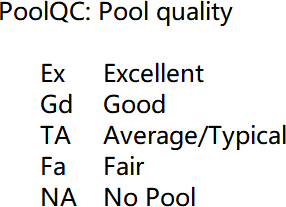 PoolQC: Pool quality
Ex Excellent
Gd Good
TA Average/Typical
Fa Fair
NA No Pool